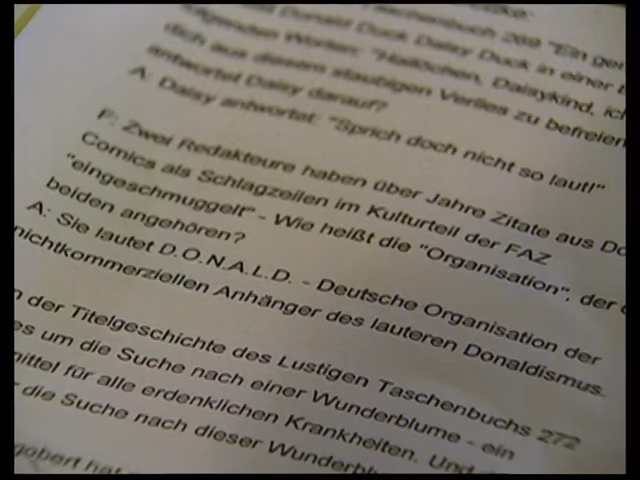 Donald Duck Daisy Duck in einer
folgenden Worten: "Hallöchen, Daisykind, ich
dich aus diesem staubigen Verlies zu befreien
antwortet Daisy darauf?
A: Daisy antwortet: "Sprich doch nicht so laut!"
F: Zwei Redakteure haben über Jahre Zitate aus Do
Comics als Schlagzeilen im Kulturteil der FAZ
"eingeschmuggelt" - Wie heißt die "Organisation", der
beiden angehören?
A: Sie lautet D.O.N.A.L.D. - Deutsche Organisation der
nichtkommerziellen Anhänger des lauteren Donaldismus.
der Titelgeschichte des Lustigen Taschenbuchs 272
es um die Suche nach einer Wunderblume - ein
mittel für alle erdenklichen Krankheiten. Und
die Suche nach dieser Wunderbl
gobert hat